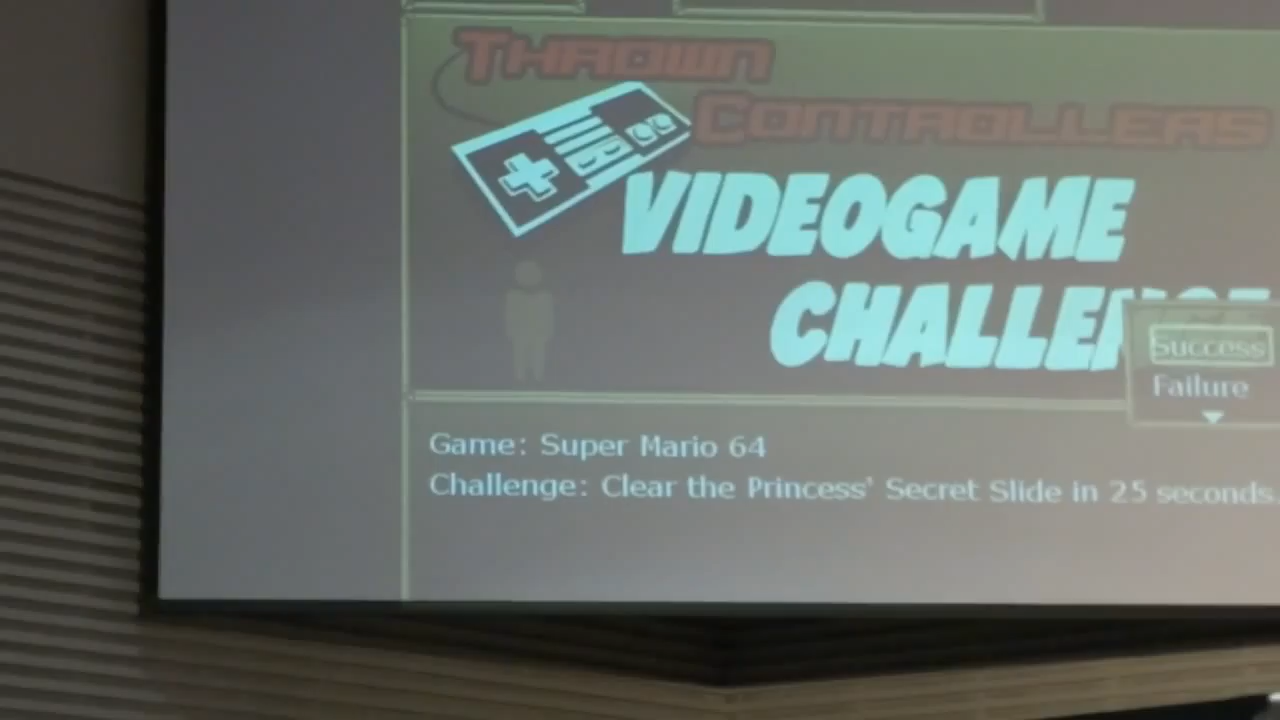 Thrown
Controllers
VIDEOGAME
Success
Failure
Game: Super Mario 64
Challenge: Clear the Princess' Secret Slide in 25 seconds.